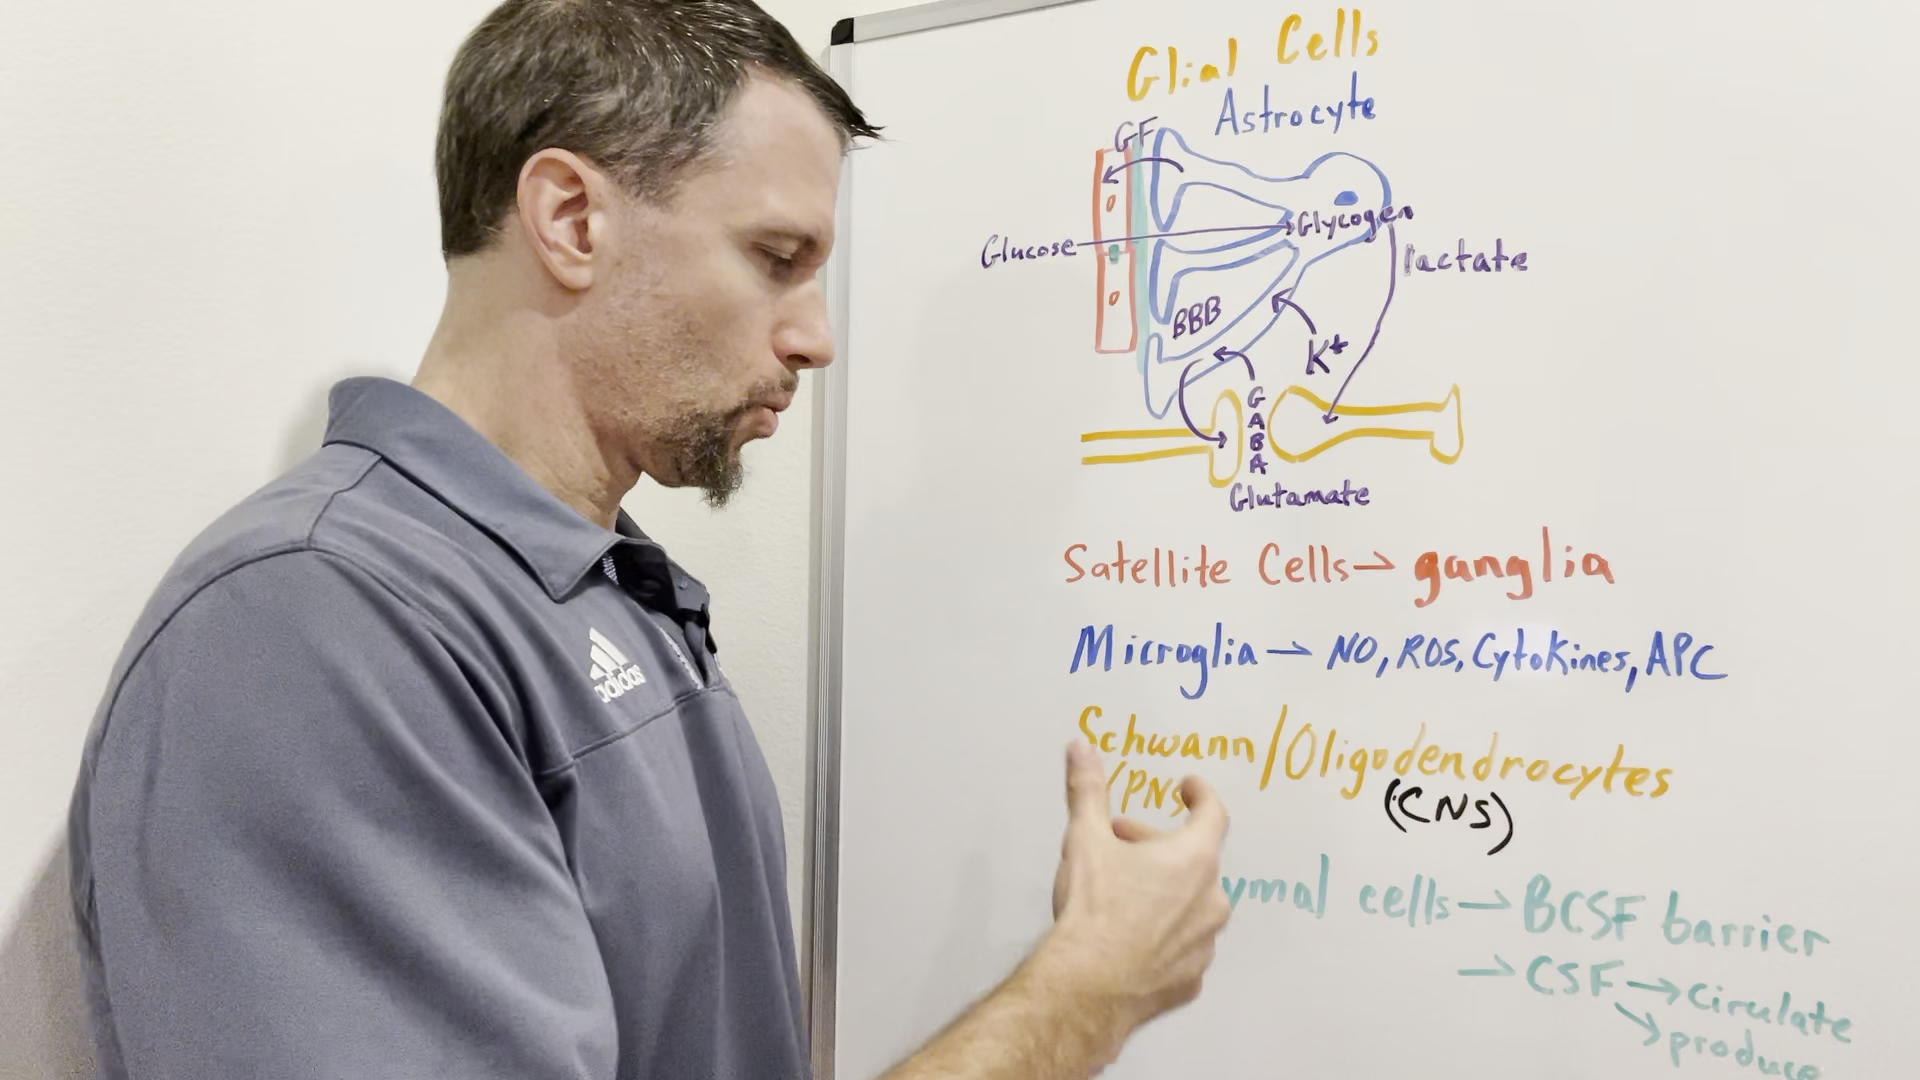 Glial Cells
Astrocyte
GF
Glucose
Glycogen
lactate
BBB
K+
GABA
Glutamate
Satellite Cells → ganglia
Microglia → NO, ROS, Cytokines, APC
Schwann/Oligodendrocytes
(PNS
(CNS)
ymal cells → BCSF barrier
→ CSF → Circulate
↘ produce
adidas